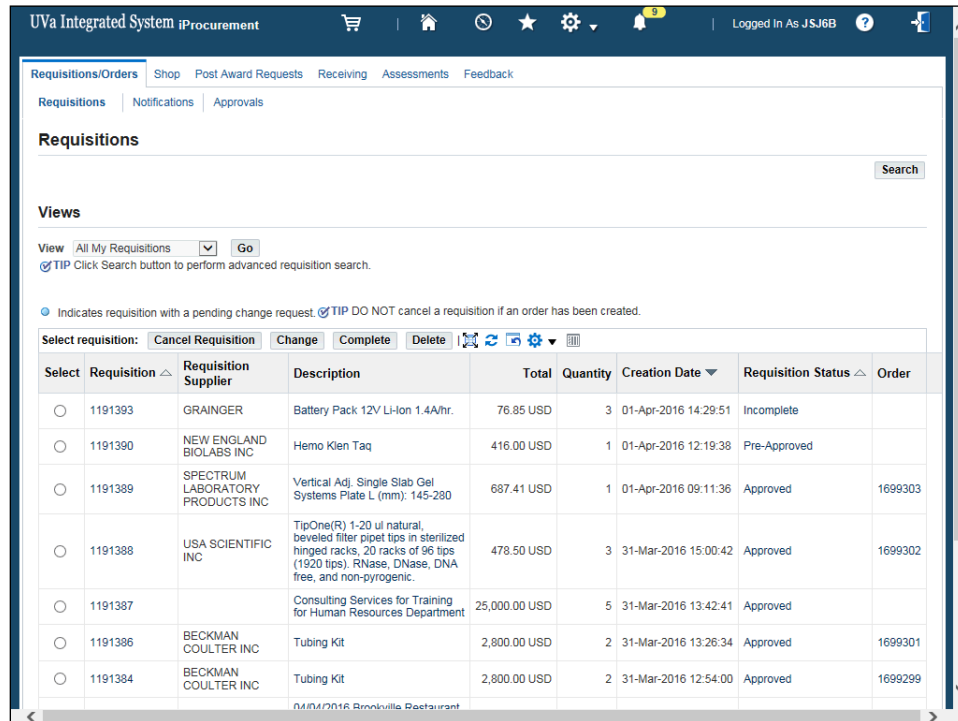 UVa Integrated System iProcurement
9
Logged In As JSJ6B
?
Requisitions/Orders Shop Post Award Requests Receiving Assessments Feedback
Requisitions Notifications Approvals
Requisitions
Search
Views
View All My Requisitions Go
TIP Click Search button to perform advanced requisition search.
Indicates requisition with a pending change request. TIP DO NOT cancel a requisition if an order has been created.
Select requisition: Cancel Requisition Change Complete Delete
Select Requisition Requisition Supplier Description Total Quantity Creation Date Requisition Status Order
1191393 GRAINGER Battery Pack 12V Li-Ion 1.4A/hr. 76.85 USD 3 01-Apr-2016 14:29:51 Incomplete
1191390 NEW ENGLAND BIOLABS INC Hemo Klen Taq 416.00 USD 1 01-Apr-2016 12:19:38 Pre-Approved
1191389 SPECTRUM LABORATORY PRODUCTS INC Vertical Adj. Single Slab Gel Systems Plate L (mm): 145-280 687.41 USD 1 01-Apr-2016 09:11:36 Approved 1699303
1191388 USA SCIENTIFIC INC TipOne(R) 1-20 ul natural, beveled filter pipet tips in sterilized hinged racks, 20 racks of 96 tips (1920 tips). RNase, DNase, DNA free, and non-pyrogenic. 478.50 USD 3 31-Mar-2016 15:00:42 Approved 1699302
1191387 Consulting Services for Training for Human Resources Department 25,000.00 USD 5 31-Mar-2016 13:42:41 Approved
1191386 BECKMAN COULTER INC Tubing Kit 2,800.00 USD 2 31-Mar-2016 13:26:34 Approved 1699301
1191384 BECKMAN COULTER INC Tubing Kit 2,800.00 USD 2 31-Mar-2016 12:54:00 Approved 1699299
04/04/2016 Brookville Restaurant